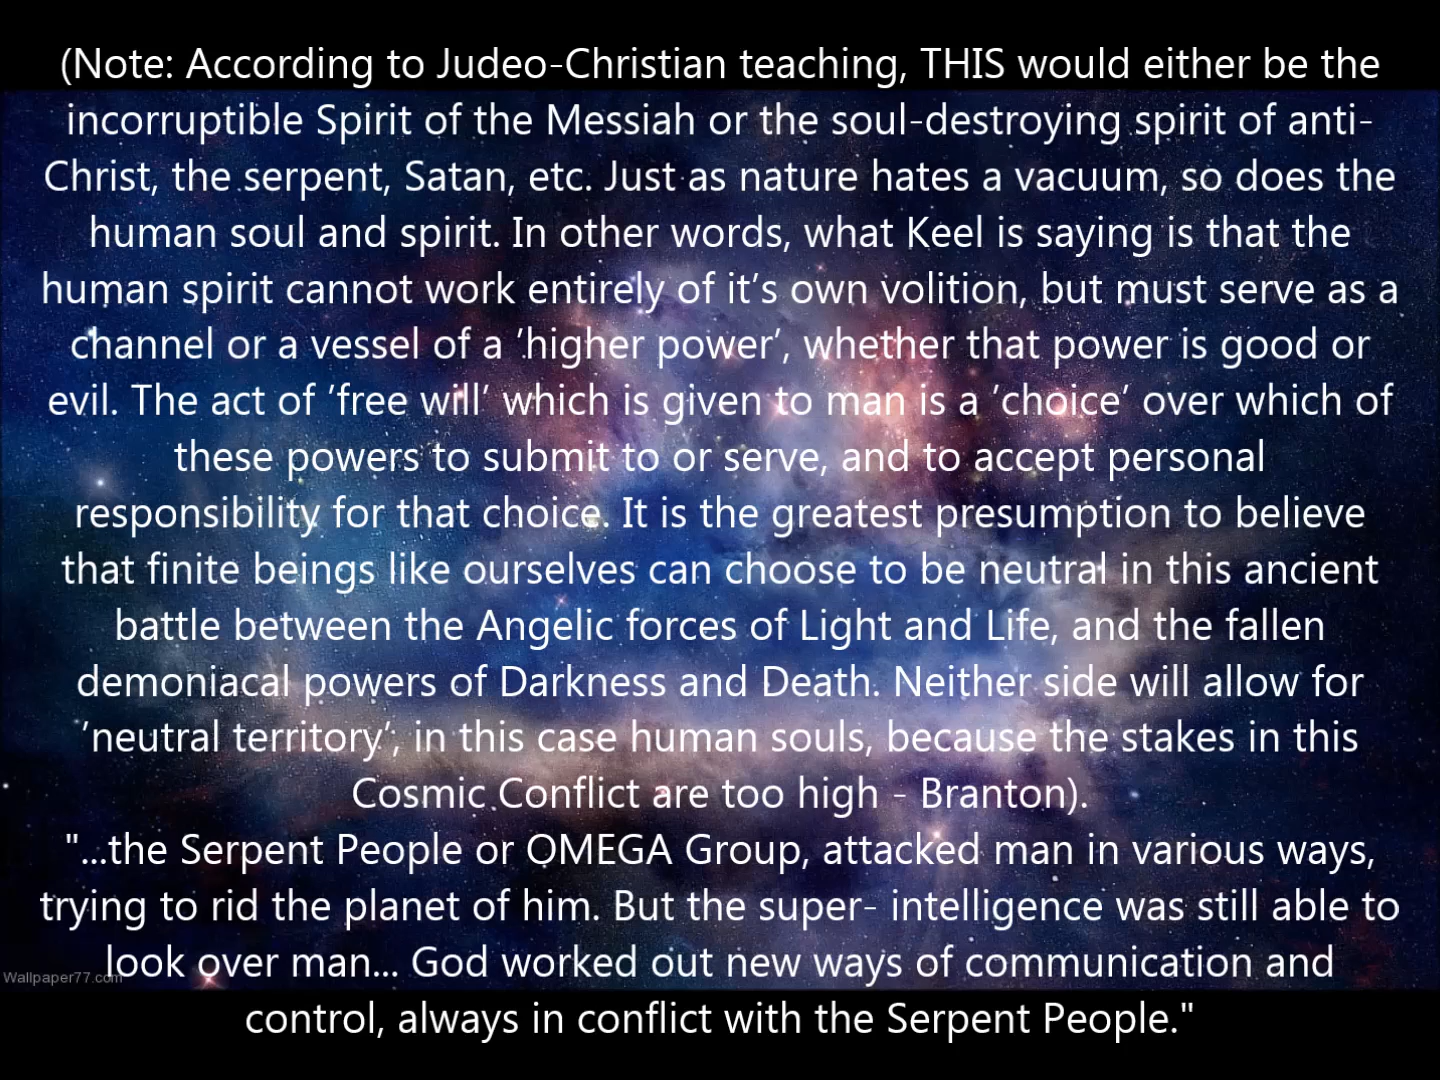 (Note: According to Judeo-Christian teaching, THIS would either be the
incorruptible Spirit of the Messiah or the soul-destroying spirit of anti-
Christ, the serpent, Satan, etc. Just as nature hates a vacuum, so does the
human soul and spirit. In other words, what Keel is saying is that the
human spirit cannot work entirely of it’s own volition, but must serve as a
channel or a vessel of a ’higher power’, whether that power is good or
evil. The act of ’free will’ which is given to man is a ’choice’ over which of
these powers to submit to or serve, and to accept personal
responsibility for that choice. It is the greatest presumption to believe
that finite beings like ourselves can choose to be neutral in this ancient
battle between the Angelic forces of Light and Life, and the fallen
demoniacal powers of Darkness and Death. Neither side will allow for
’neutral territory’, in this case human souls, because the stakes in this
Cosmic Conflict are too high - Branton).
"...the Serpent People or OMEGA Group, attacked man in various ways,
trying to rid the planet of him. But the super- intelligence was still able to
look over man... God worked out new ways of communication and
control, always in conflict with the Serpent People."
Wallpaper77.com